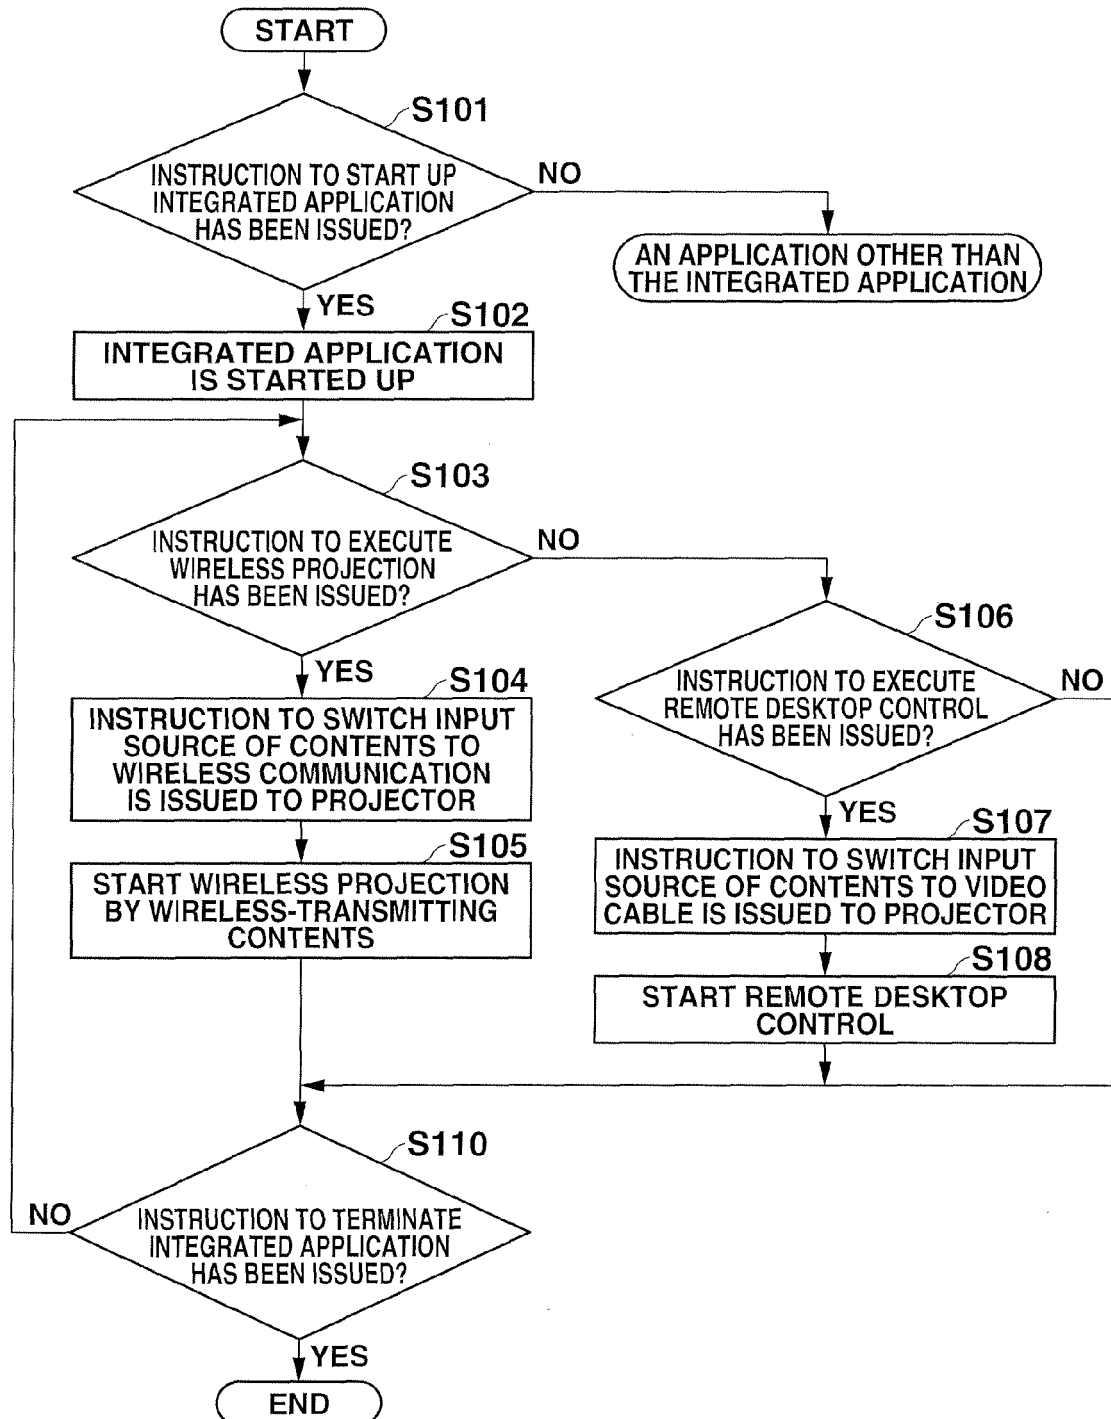 START
S101
INSTRUCTION TO START UP
INTEGRATED APPLICATION
HAS BEEN ISSUED?
NO
AN APPLICATION OTHER THAN
THE INTEGRATED APPLICATION
YES
S102
INTEGRATED APPLICATION
IS STARTED UP
S103
INSTRUCTION TO EXECUTE
WIRELESS PROJECTION
HAS BEEN ISSUED?
NO
YES
S104
INSTRUCTION TO SWITCH INPUT
SOURCE OF CONTENTS TO
WIRELESS COMMUNICATION
IS ISSUED TO PROJECTOR
S105
START WIRELESS PROJECTION
BY WIRELESS-TRANSMITTING
CONTENTS
S106
INSTRUCTION TO EXECUTE
REMOTE DESKTOP CONTROL
HAS BEEN ISSUED?
NO
YES
S107
INSTRUCTION TO SWITCH INPUT
SOURCE OF CONTENTS TO VIDEO
CABLE IS ISSUED TO PROJECTOR
S108
START REMOTE DESKTOP
CONTROL
S110
INSTRUCTION TO TERMINATE
INTEGRATED APPLICATION
HAS BEEN ISSUED?
NO
YES
END